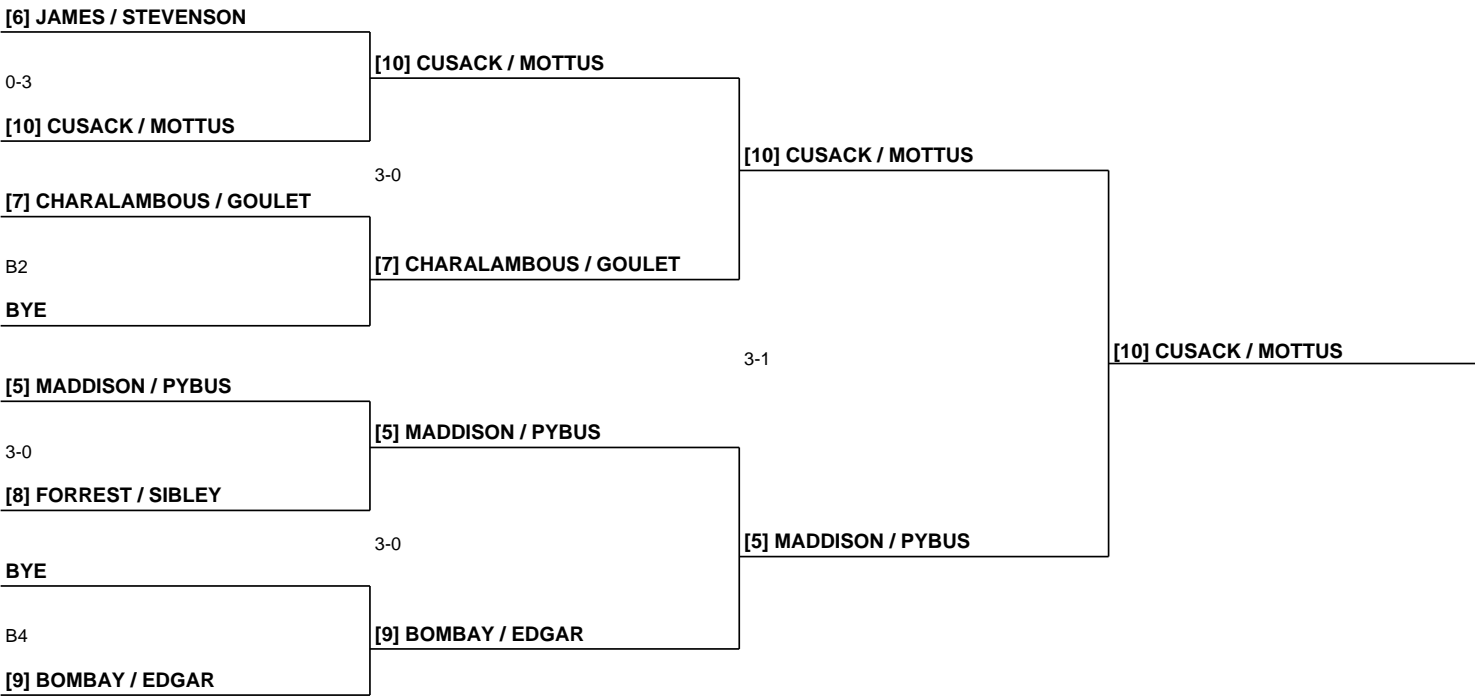 [6] JAMES / STEVENSON
[10] CUSACK / MOTTUS
0-3
[10] CUSACK / MOTTUS
[10] CUSACK / MOTTUS
3-0
[7] CHARALAMBOUS / GOULET
[7] CHARALAMBOUS / GOULET
B2
BYE
[10] CUSACK / MOTTUS
3-1
[5] MADDISON / PYBUS
[5] MADDISON / PYBUS
3-0
[8] FORREST / SIBLEY
[5] MADDISON / PYBUS
3-0
BYE
[9] BOMBAY / EDGAR
B4
[9] BOMBAY / EDGAR